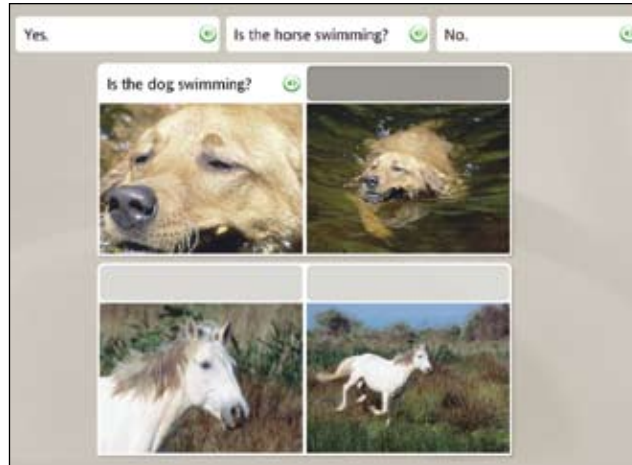 Yes.
Is the horse swimming?
No.
Is the dog swimming?